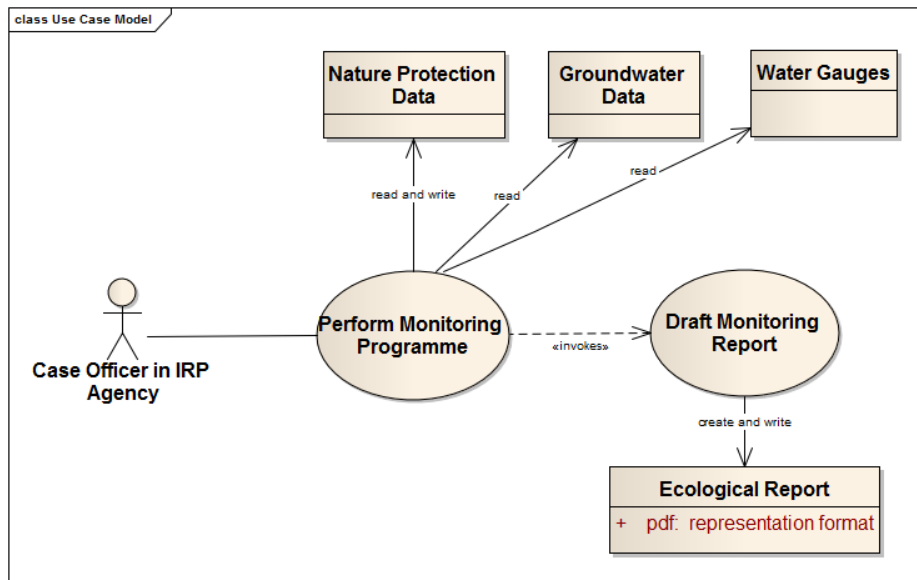 class Use Case Model
Nature Protection
Data
Groundwater
Data
Water Gauges
read and write
read
read
Case Officer in IRP
Agency
Perform Monitoring
Programme
«invokes»
Draft Monitoring
Report
create and write
Ecological Report
+ pdf: representation format